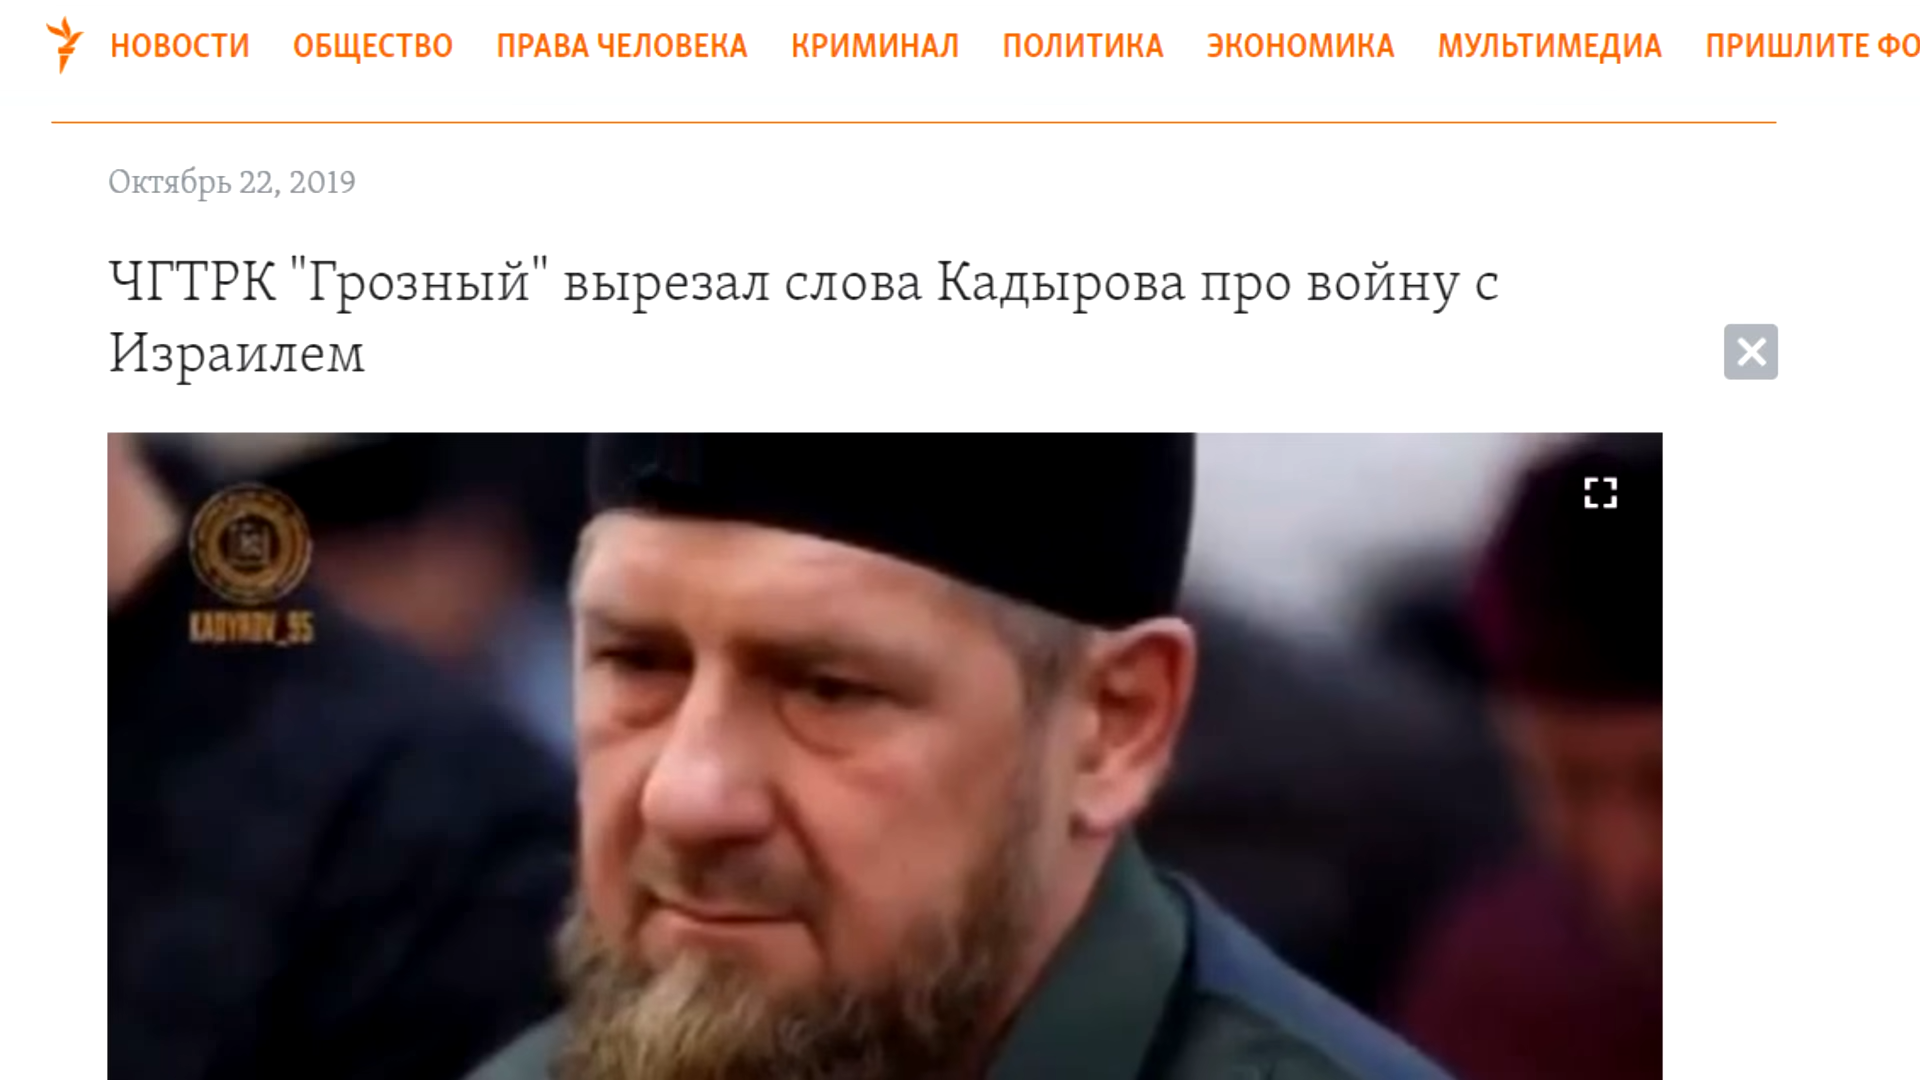 НОВОСТИ ОБЩЕСТВО ПРАВА ЧЕЛОВЕКА КРИМИНАЛ ПОЛИТИКА ЭКОНОМИКА МУЛЬТИМЕДИА ПРИШЛИТЕ ФО
Октябрь 22, 2019
ЧГТРК "Грозный" вырезал слова Кадырова про войну с
Израилем
KADYROV_95